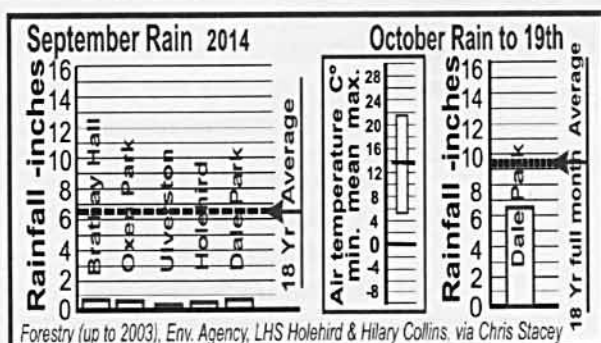 September Rain 2014
October Rain to 19th
Rainfall -inches
16
14
12
10
8
6
4
2
0
Brathay Hall
Oxen Park
Ulverston
Holehird
Dale Park
18 Yr Average
Air temperature C°
min. mean max.
28
24
20
16
12
8
4
0
-4
-8
Rainfall -inches
16
14
12
10
8
6
4
2
0
Dale Park
18 Yr full month Average
Forestry (up to 2003), Env. Agency, LHS Holehird & Hilary Collins, via Chris Stacey